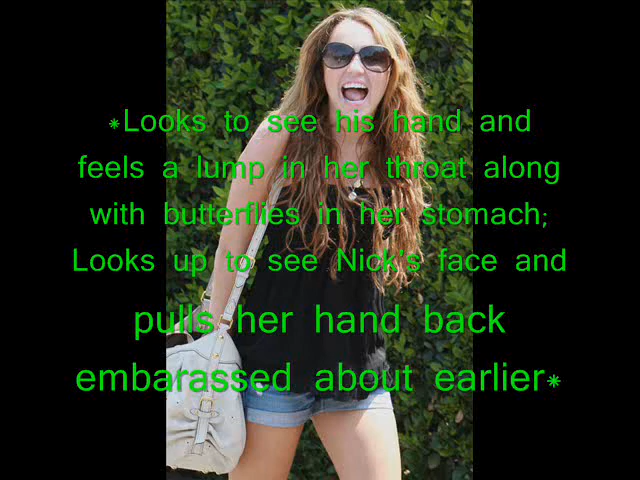 *Looks to see his hand and
feels a lump in her throat along
with butterflies in her stomach;
Looks up to see Nick's face and
pulls her hand back
embarassed about earlier*